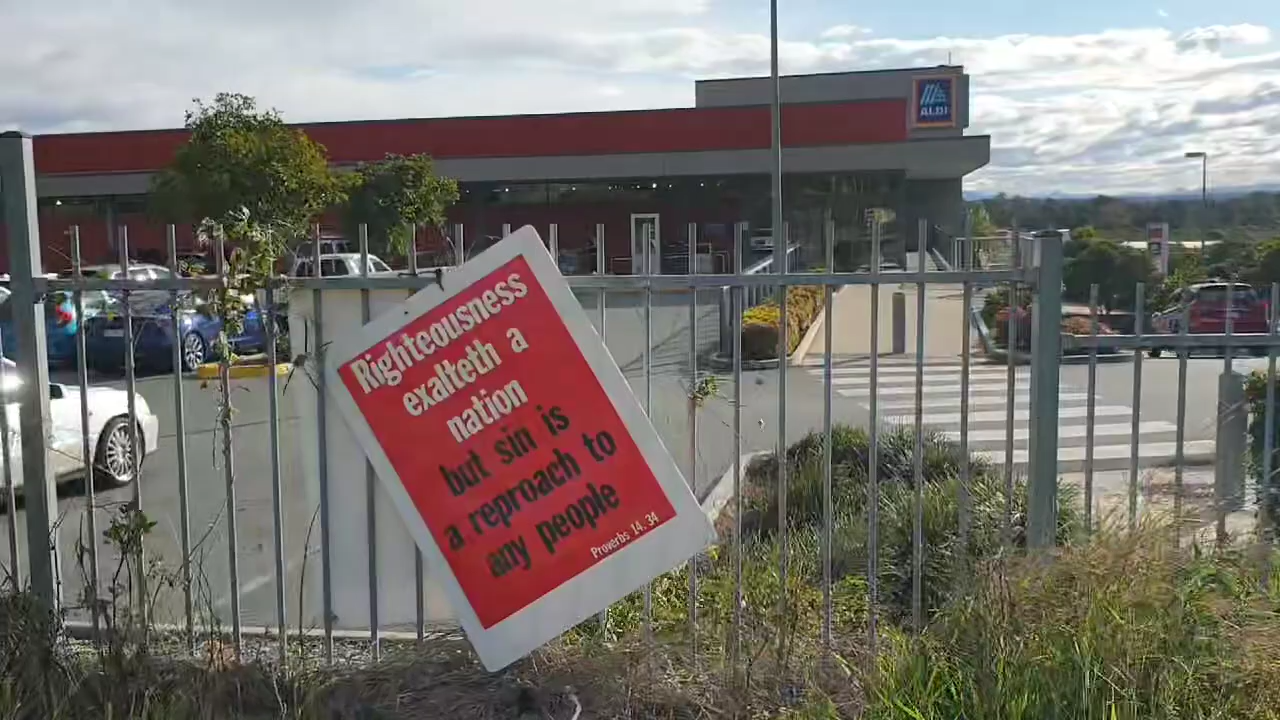 ALDI
Righteousness
exalteth a
nation
but sin is
a reproach to
any people
Proverbs 14. 34